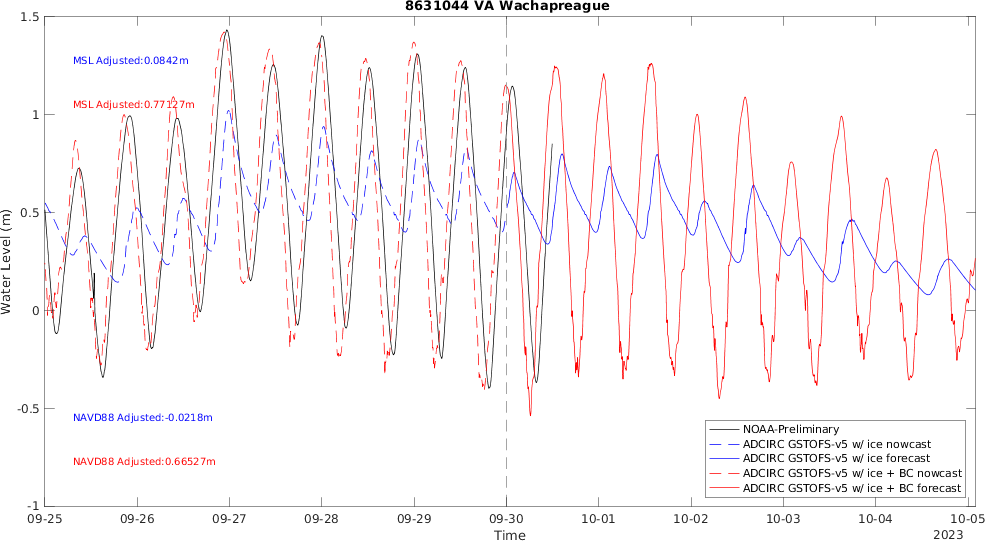 8631044 VA Wachapreague
1.5
1
0.5
0
-0.5
-1
Water Level (m)
MSL Adjusted:0.0842m
MSL Adjusted:0.77127m
NAVD88 Adjusted:-0.0218m
NAVD88 Adjusted:0.66527m
NOAA-Preliminary
ADCIRC GSTOFS-v5 w/ ice nowcast
ADCIRC GSTOFS-v5 w/ ice forecast
ADCIRC GSTOFS-v5 w/ ice + BC nowcast
ADCIRC GSTOFS-v5 w/ ice + BC forecast
09-25 09-26 09-27 09-28 09-29 09-30 10-01 10-02 10-03 10-04 10-05
Time
2023